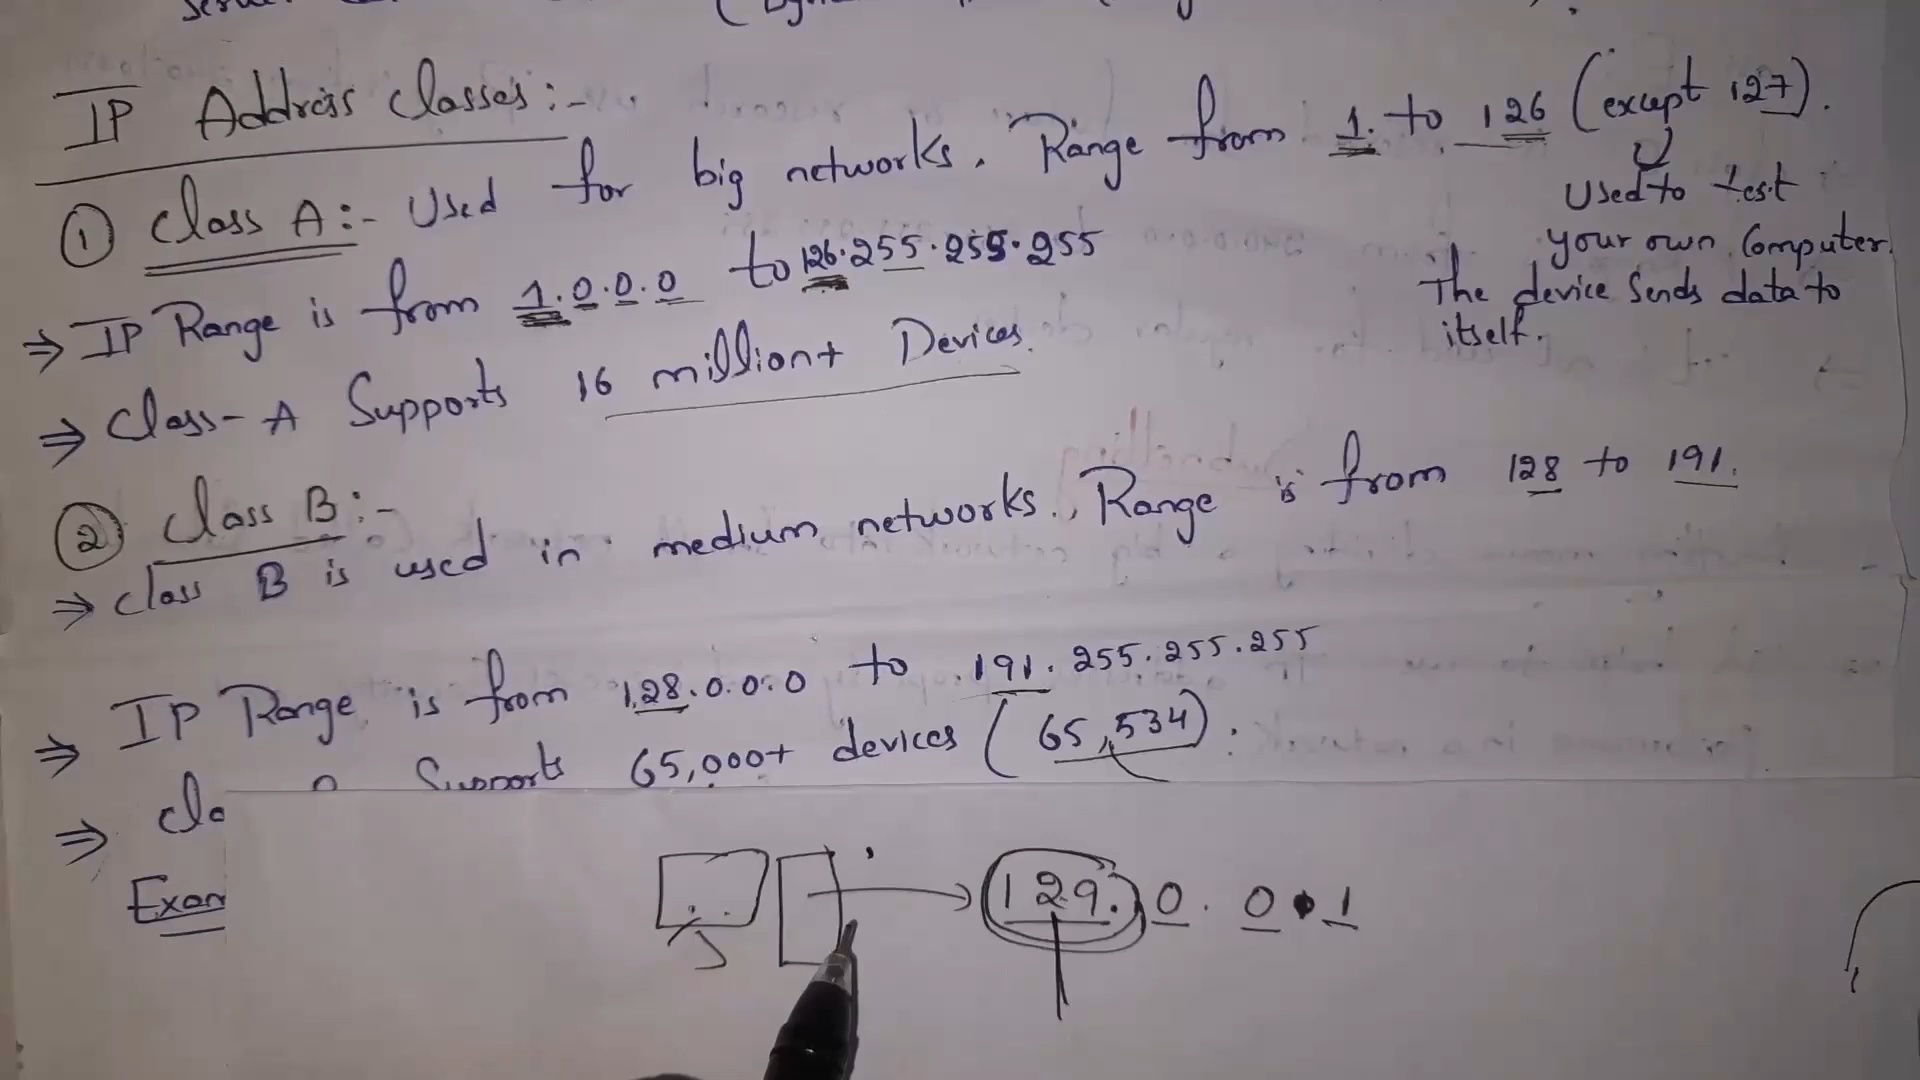 IP Address classes :-
① Class A :- Used for big networks. Range from 1. to 126 (except 127).
Used to test
your own Computer.
The device Sends data to
itself.
⇒ IP Range is from 1.0.0.0 to 126.255.255.255
⇒ Class-A Supports 16 million+ Devices.
② Class B :-
⇒ Class B is used in medium networks. Range is from 128 to 191.
⇒ IP Range is from 128.0.0.0 to 191.255.255.255
⇒ Supports 65,000+ devices (65,534).
129.0.0.1